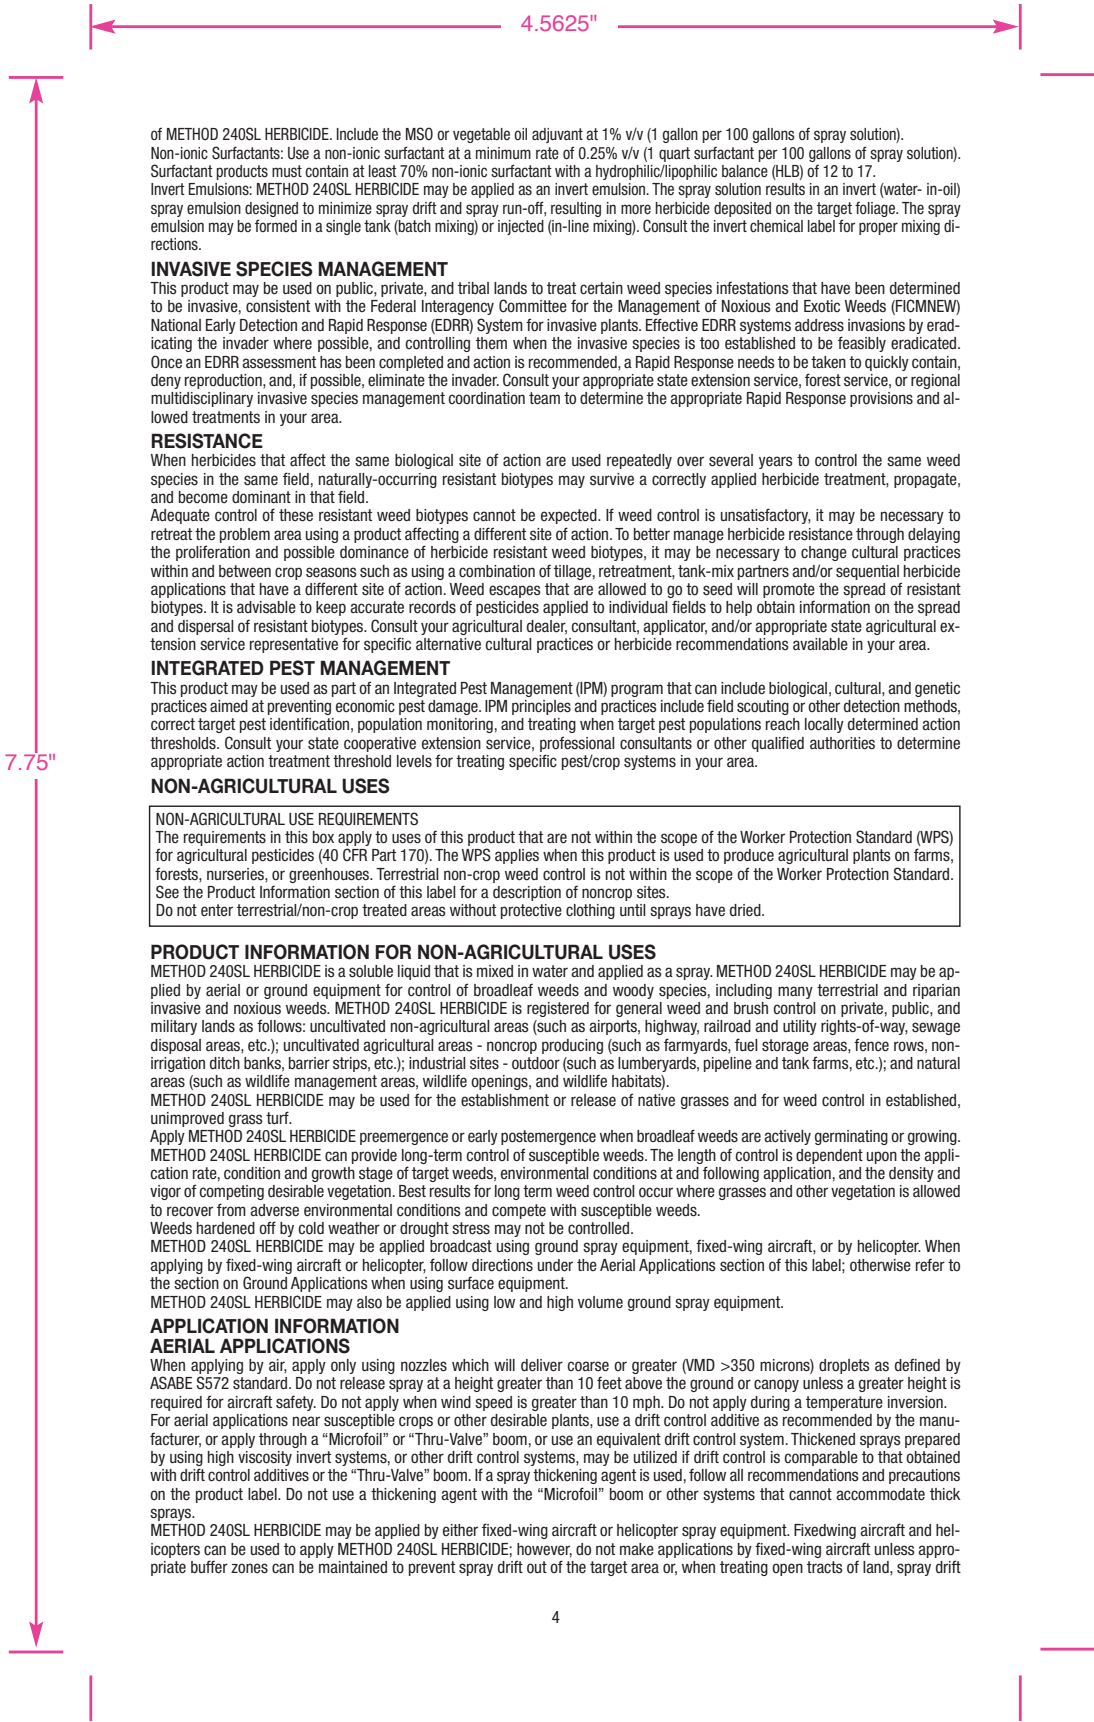 4.5625"
of METHOD 240SL HERBICIDE. Include the MSO or vegetable oil adjuvant at 1% v/v (1 gallon per 100 gallons of spray solution).
Non-ionic Surfactants: Use a non-ionic surfactant at a minimum rate of 0.25% v/v (1 quart surfactant per 100 gallons of spray solution).
Surfactant products must contain at least 70% non-ionic surfactant with a hydrophilic/lipophilic balance (HLB) of 12 to 17.
Invert Emulsions: METHOD 240SL HERBICIDE may be applied as an invert emulsion. The spray solution results in an invert (water- in-oil)
spray emulsion designed to minimize spray drift and spray run-off, resulting in more herbicide deposited on the target foliage. The spray
emulsion may be formed in a single tank (batch mixing) or injected (in-line mixing). Consult the invert chemical label for proper mixing di-
rections.
INVASIVE SPECIES MANAGEMENT
This product may be used on public, private, and tribal lands to treat certain weed species infestations that have been determined
to be invasive, consistent with the Federal Interagency Committee for the Management of Noxious and Exotic Weeds (FICMNEW)
National Early Detection and Rapid Response (EDRR) System for invasive plants. Effective EDRR systems address invasions by erad-
icating the invader where possible, and controlling them when the invasive species is too established to be feasibly eradicated.
Once an EDRR assessment has been completed and action is recommended, a Rapid Response needs to be taken to quickly contain,
deny reproduction, and, if possible, eliminate the invader. Consult your appropriate state extension service, forest service, or regional
multidisciplinary invasive species management coordination team to determine the appropriate Rapid Response provisions and al-
lowed treatments in your area.
RESISTANCE
When herbicides that affect the same biological site of action are used repeatedly over several years to control the same weed
species in the same field, naturally-occurring resistant biotypes may survive a correctly applied herbicide treatment, propagate,
and become dominant in that field.
Adequate control of these resistant weed biotypes cannot be expected. If weed control is unsatisfactory, it may be necessary to
retreat the problem area using a product affecting a different site of action. To better manage herbicide resistance through delaying
the proliferation and possible dominance of herbicide resistant weed biotypes, it may be necessary to change cultural practices
within and between crop seasons such as using a combination of tillage, retreatment, tank-mix partners and/or sequential herbicide
applications that have a different site of action. Weed escapes that are allowed to go to seed will promote the spread of resistant
biotypes. It is advisable to keep accurate records of pesticides applied to individual fields to help obtain information on the spread
and dispersal of resistant biotypes. Consult your agricultural dealer, consultant, applicator, and/or appropriate state agricultural ex-
tension service representative for specific alternative cultural practices or herbicide recommendations available in your area.
INTEGRATED PEST MANAGEMENT
This product may be used as part of an Integrated Pest Management (IPM) program that can include biological, cultural, and genetic
practices aimed at preventing economic pest damage. IPM principles and practices include field scouting or other detection methods,
correct target pest identification, population monitoring, and treating when target pest populations reach locally determined action
thresholds. Consult your state cooperative extension service, professional consultants or other qualified authorities to determine
appropriate action treatment threshold levels for treating specific pest/crop systems in your area.
7.75"
NON-AGRICULTURAL USES
NON-AGRICULTURAL USE REQUIREMENTS
The requirements in this box apply to uses of this product that are not within the scope of the Worker Protection Standard (WPS)
for agricultural pesticides (40 CFR Part 170). The WPS applies when this product is used to produce agricultural plants on farms,
forests, nurseries, or greenhouses. Terrestrial non-crop weed control is not within the scope of the Worker Protection Standard.
See the Product Information section of this label for a description of noncrop sites.
Do not enter terrestrial/non-crop treated areas without protective clothing until sprays have dried.
PRODUCT INFORMATION FOR NON-AGRICULTURAL USES
METHOD 240SL HERBICIDE is a soluble liquid that is mixed in water and applied as a spray. METHOD 240SL HERBICIDE may be ap-
plied by aerial or ground equipment for control of broadleaf weeds and woody species, including many terrestrial and riparian
invasive and noxious weeds. METHOD 240SL HERBICIDE is registered for general weed and brush control on private, public, and
military lands as follows: uncultivated non-agricultural areas (such as airports, highway, railroad and utility rights-of-way, sewage
disposal areas, etc.); uncultivated agricultural areas - noncrop producing (such as farmyards, fuel storage areas, fence rows, non-
irrigation ditch banks, barrier strips, etc.); industrial sites - outdoor (such as lumberyards, pipeline and tank farms, etc.); and natural
areas (such as wildlife management areas, wildlife openings, and wildlife habitats).
METHOD 240SL HERBICIDE may be used for the establishment or release of native grasses and for weed control in established,
unimproved grass turf.
Apply METHOD 240SL HERBICIDE preemergence or early postemergence when broadleaf weeds are actively germinating or growing.
METHOD 240SL HERBICIDE can provide long-term control of susceptible weeds. The length of control is dependent upon the appli-
cation rate, condition and growth stage of target weeds, environmental conditions at and following application, and the density and
vigor of competing desirable vegetation. Best results for long term weed control occur where grasses and other vegetation is allowed
to recover from adverse environmental conditions and compete with susceptible weeds.
Weeds hardened off by cold weather or drought stress may not be controlled.
METHOD 240SL HERBICIDE may be applied broadcast using ground spray equipment, fixed-wing aircraft, or by helicopter. When
applying by fixed-wing aircraft or helicopter, follow directions under the Aerial Applications section of this label; otherwise refer to
the section on Ground Applications when using surface equipment.
METHOD 240SL HERBICIDE may also be applied using low and high volume ground spray equipment.
APPLICATION INFORMATION
AERIAL APPLICATIONS
When applying by air, apply only using nozzles which will deliver coarse or greater (VMD >350 microns) droplets as defined by
ASABE S572 standard. Do not release spray at a height greater than 10 feet above the ground or canopy unless a greater height is
required for aircraft safety. Do not apply when wind speed is greater than 10 mph. Do not apply during a temperature inversion.
For aerial applications near susceptible crops or other desirable plants, use a drift control additive as recommended by the manu-
facturer, or apply through a “Microfoil” or “Thru-Valve” boom, or use an equivalent drift control system. Thickened sprays prepared
by using high viscosity invert systems, or other drift control systems, may be utilized if drift control is comparable to that obtained
with drift control additives or the “Thru-Valve” boom. If a spray thickening agent is used, follow all recommendations and precautions
on the product label. Do not use a thickening agent with the “Microfoil” boom or other systems that cannot accommodate thick
sprays.
METHOD 240SL HERBICIDE may be applied by either fixed-wing aircraft or helicopter spray equipment. Fixedwing aircraft and hel-
icopters can be used to apply METHOD 240SL HERBICIDE; however, do not make applications by fixed-wing aircraft unless appro-
priate buffer zones can be maintained to prevent spray drift out of the target area or, when treating open tracts of land, spray drift
4